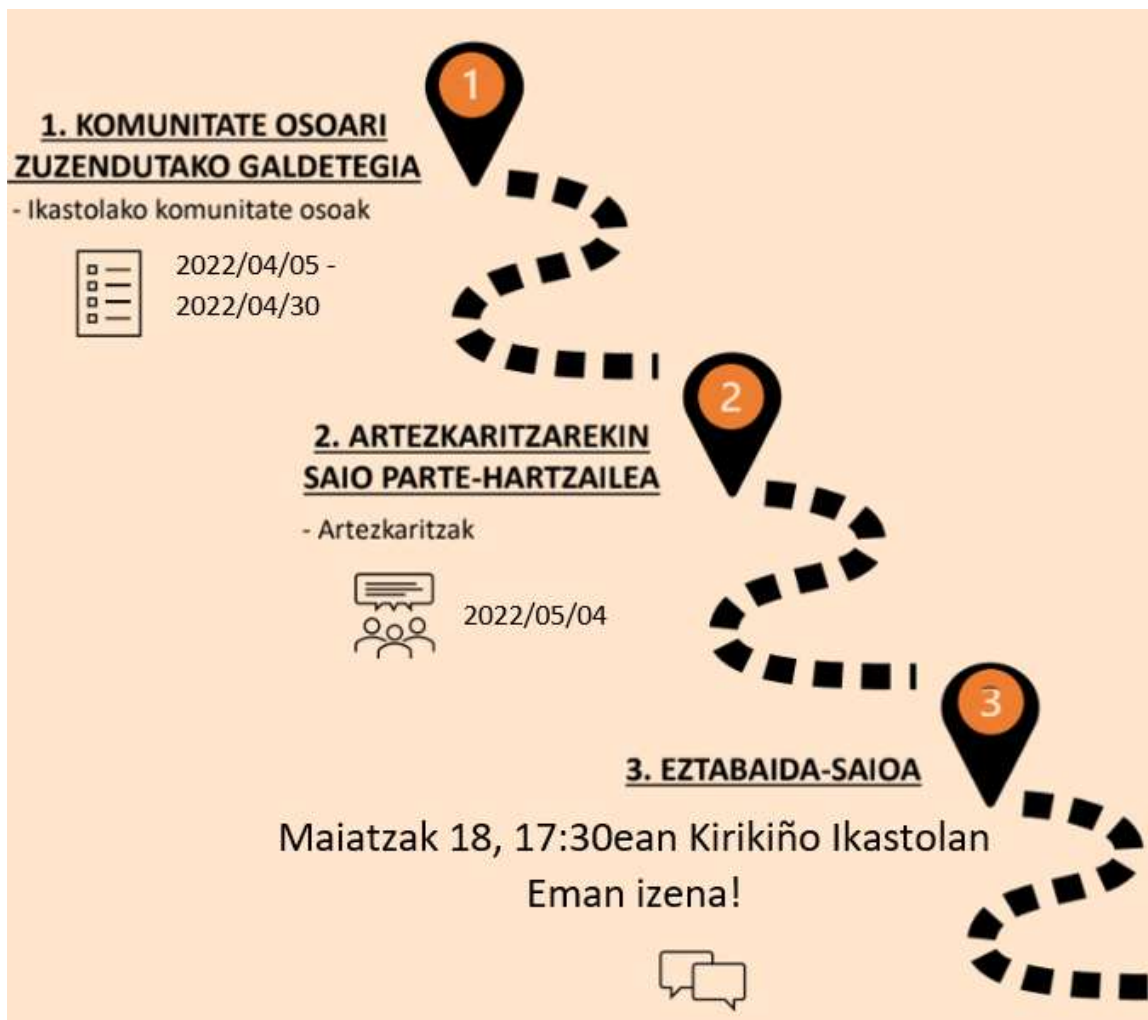 1
1. KOMUNITATE OSOARI
ZUZENDUTAKO GALDETEGIA
- Ikastolako komunitate osoak
2022/04/05 -
2022/04/30
2
2. ARTEZKARITZAREKIN
SAIO PARTE-HARTZAILEA
- Artezkaritzak
2022/05/04
3
3. EZTABAIDA-SAIOA
Maiatzak 18, 17:30ean Kirikiño Ikastolan
Eman izena!